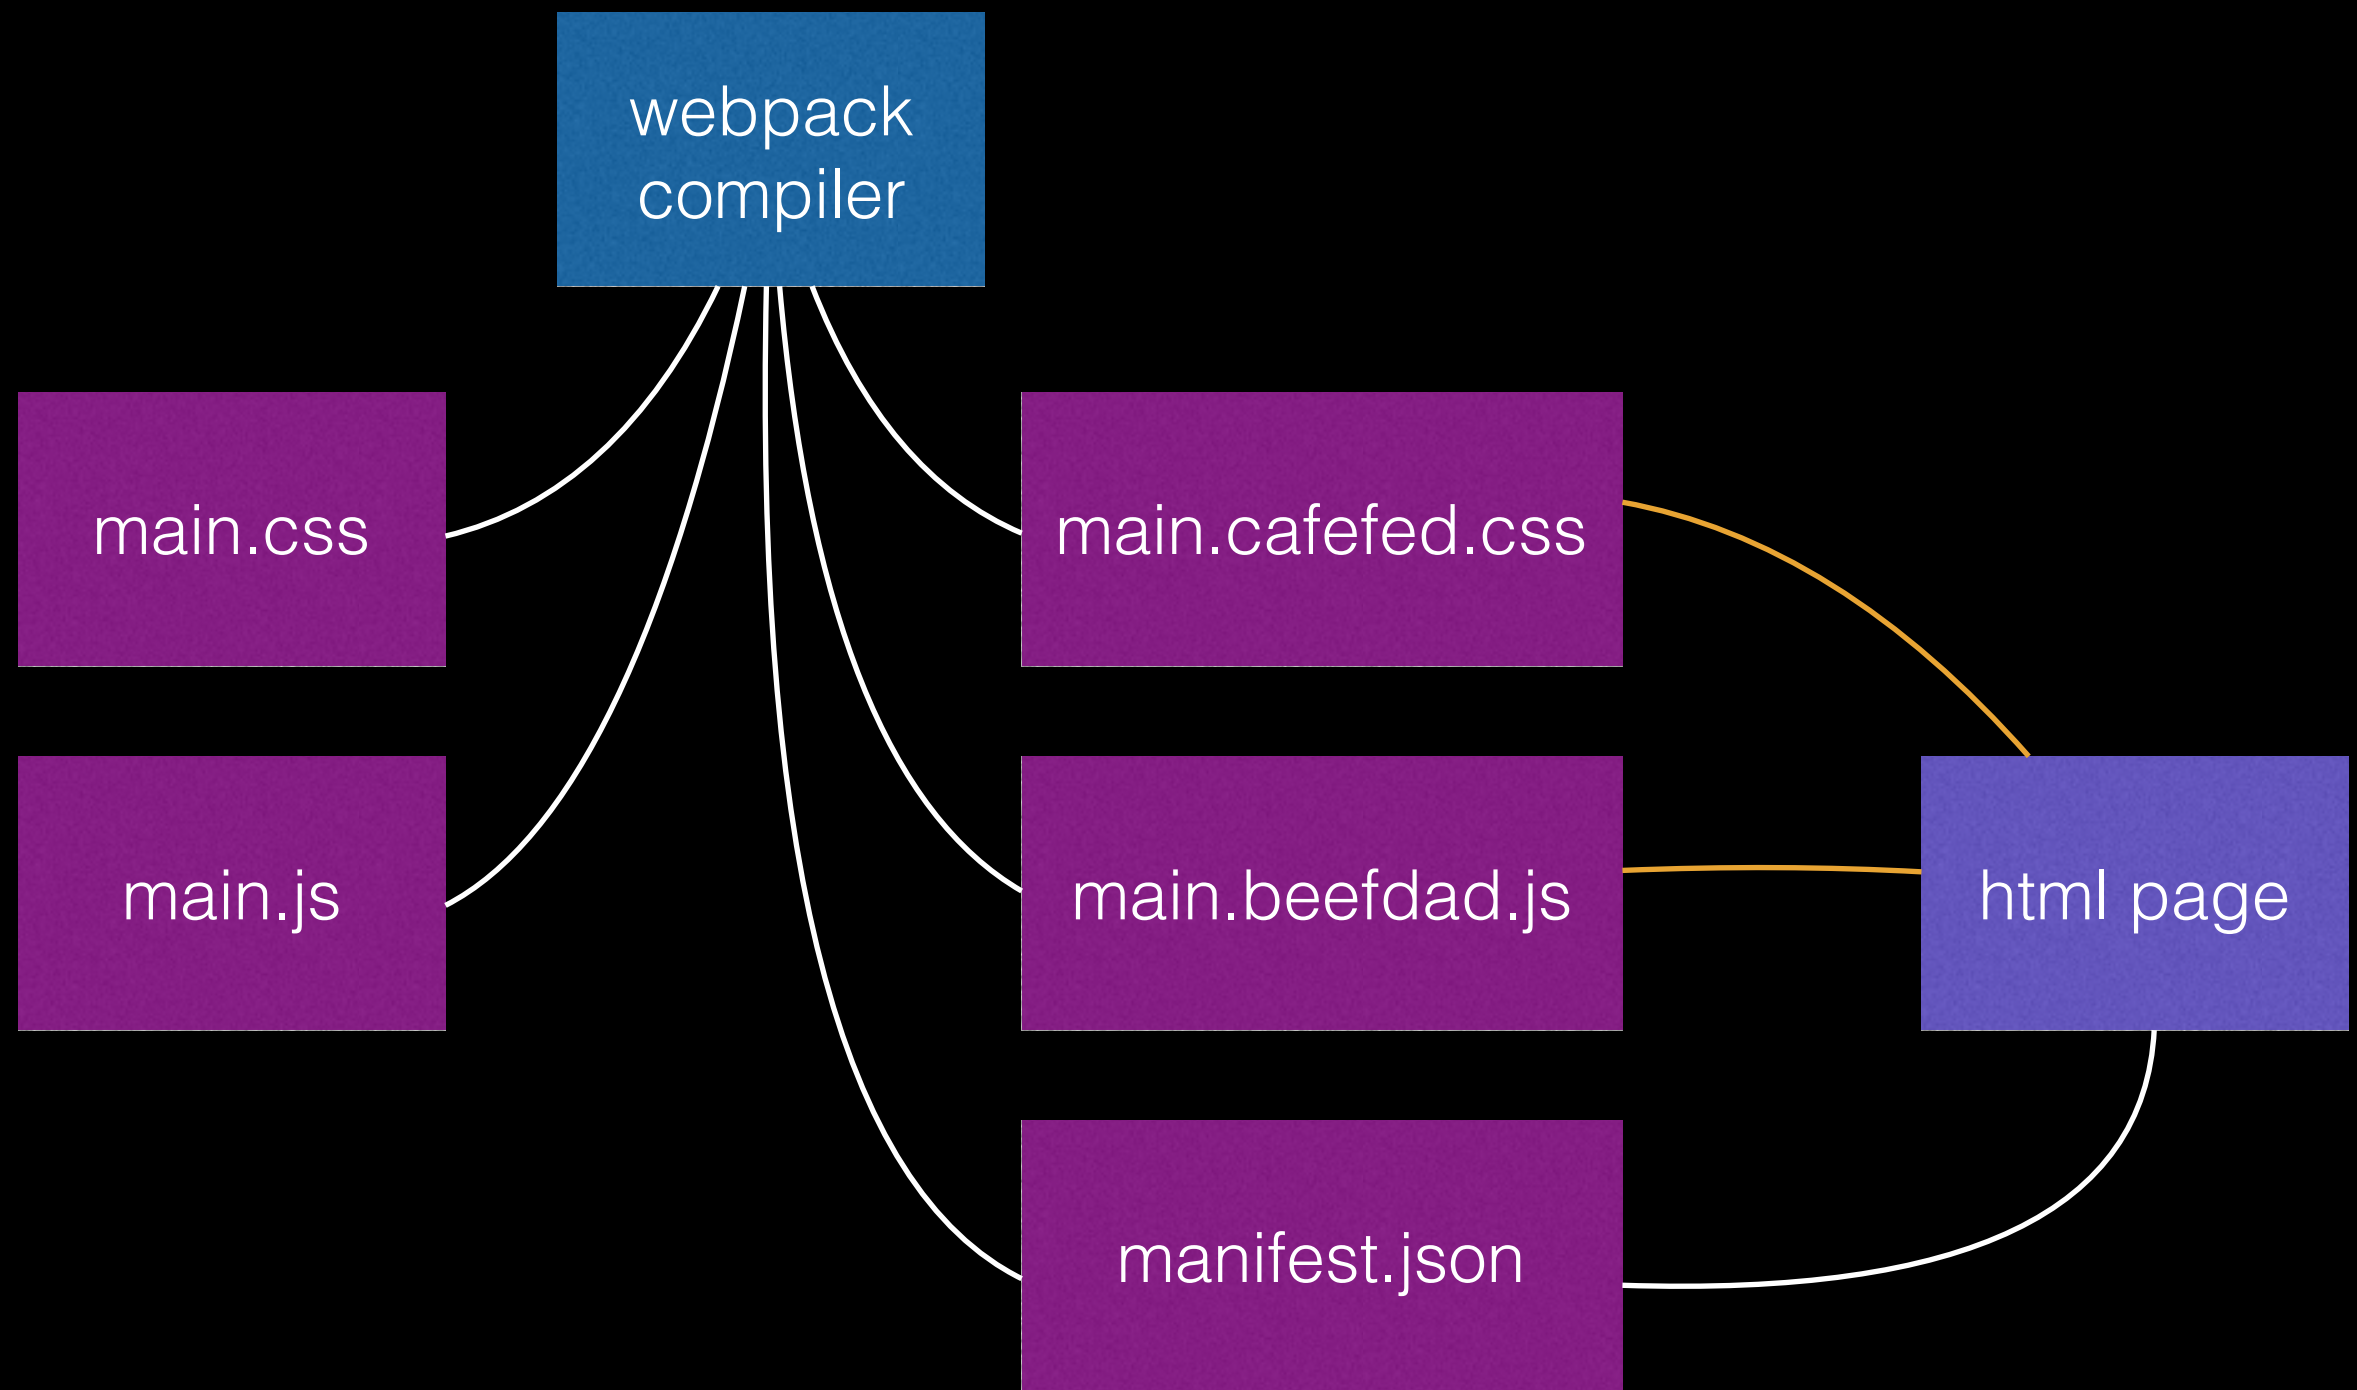 webpack
compiler
main.css
main.cafefed.css
main.js
main.beefdad.js
html page
manifest.json